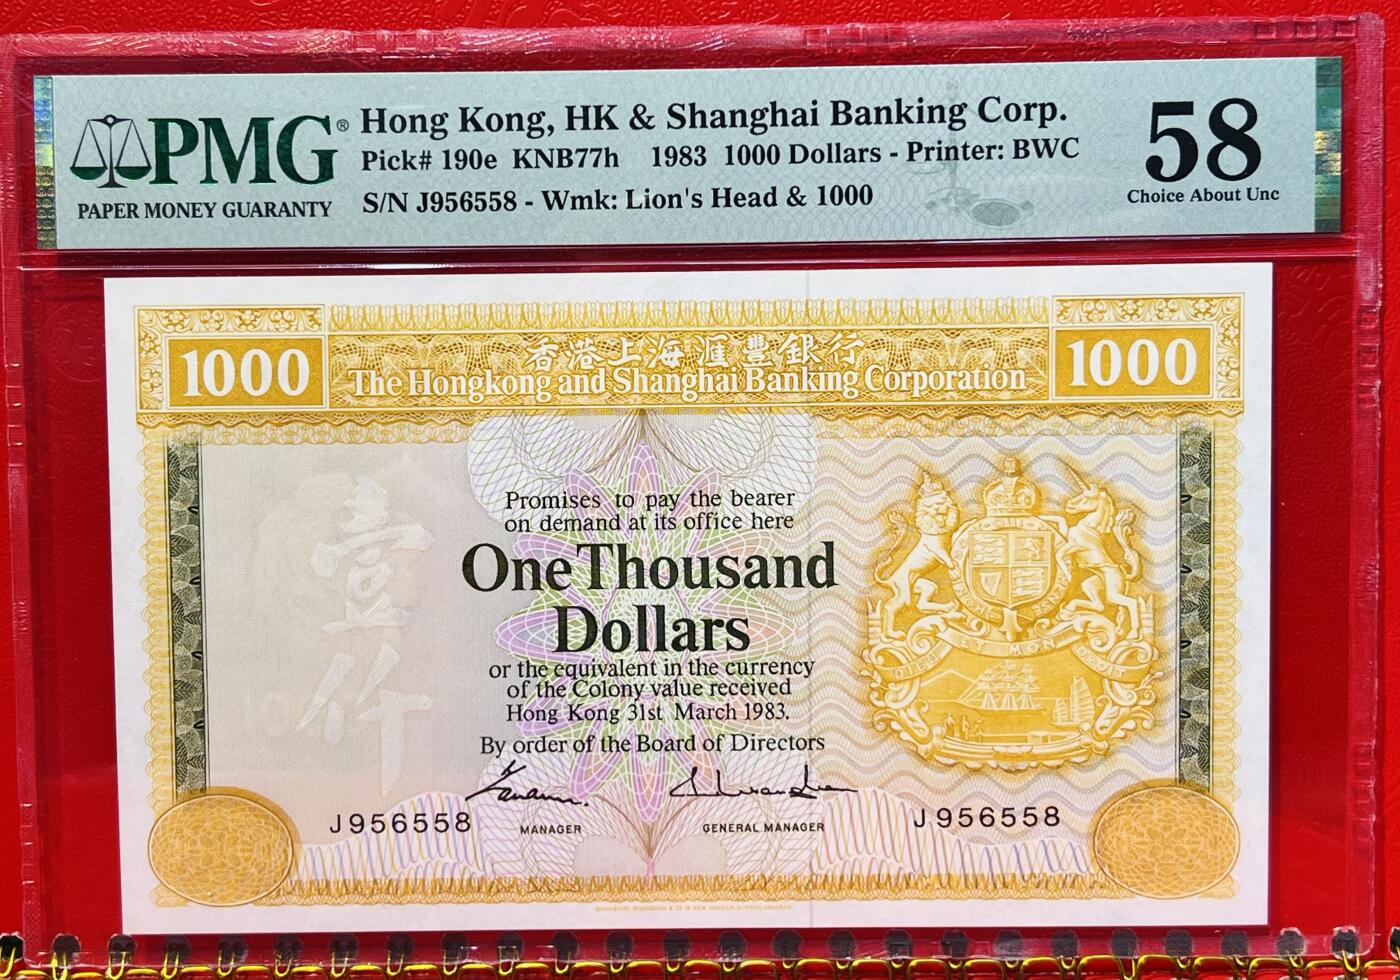 PMG®
PAPER MONEY GUARANTY
Hong Kong, HK & Shanghai Banking Corp.
Pick# 190e KNB77h 1983 1000 Dollars - Printer: BWC
S/N J956558 - Wmk: Lion's Head & 1000
58
Choice About Unc
1000
香港上海滙豐銀行
The Hongkong and Shanghai Banking Corporation
1000
壹仟
Promises to pay the bearer
on demand at its office here
One Thousand
Dollars
or the equivalent in the currency
of the Colony value received
Hong Kong 31st March 1983.
By order of the Board of Directors
J956558
MANAGER
GENERAL MANAGER
J956558